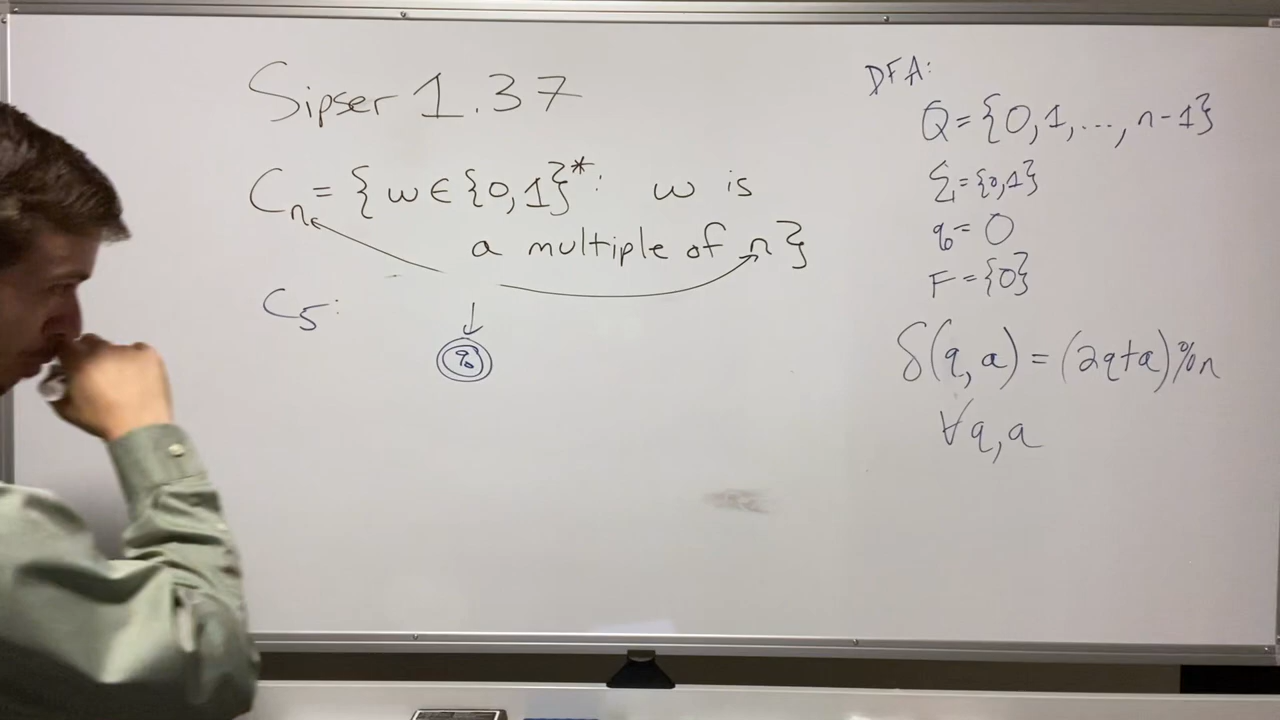 Sipser 1.37
Cₙ = {w ∈ {0,1}*: w is
a multiple of n}
C₅:
q₀
DFA:
Q = {0,1,..., n-1}
Σ = {0,1}
q₀ = 0
F = {0}
δ(q,a) = (2q+a)%n
∀q,a